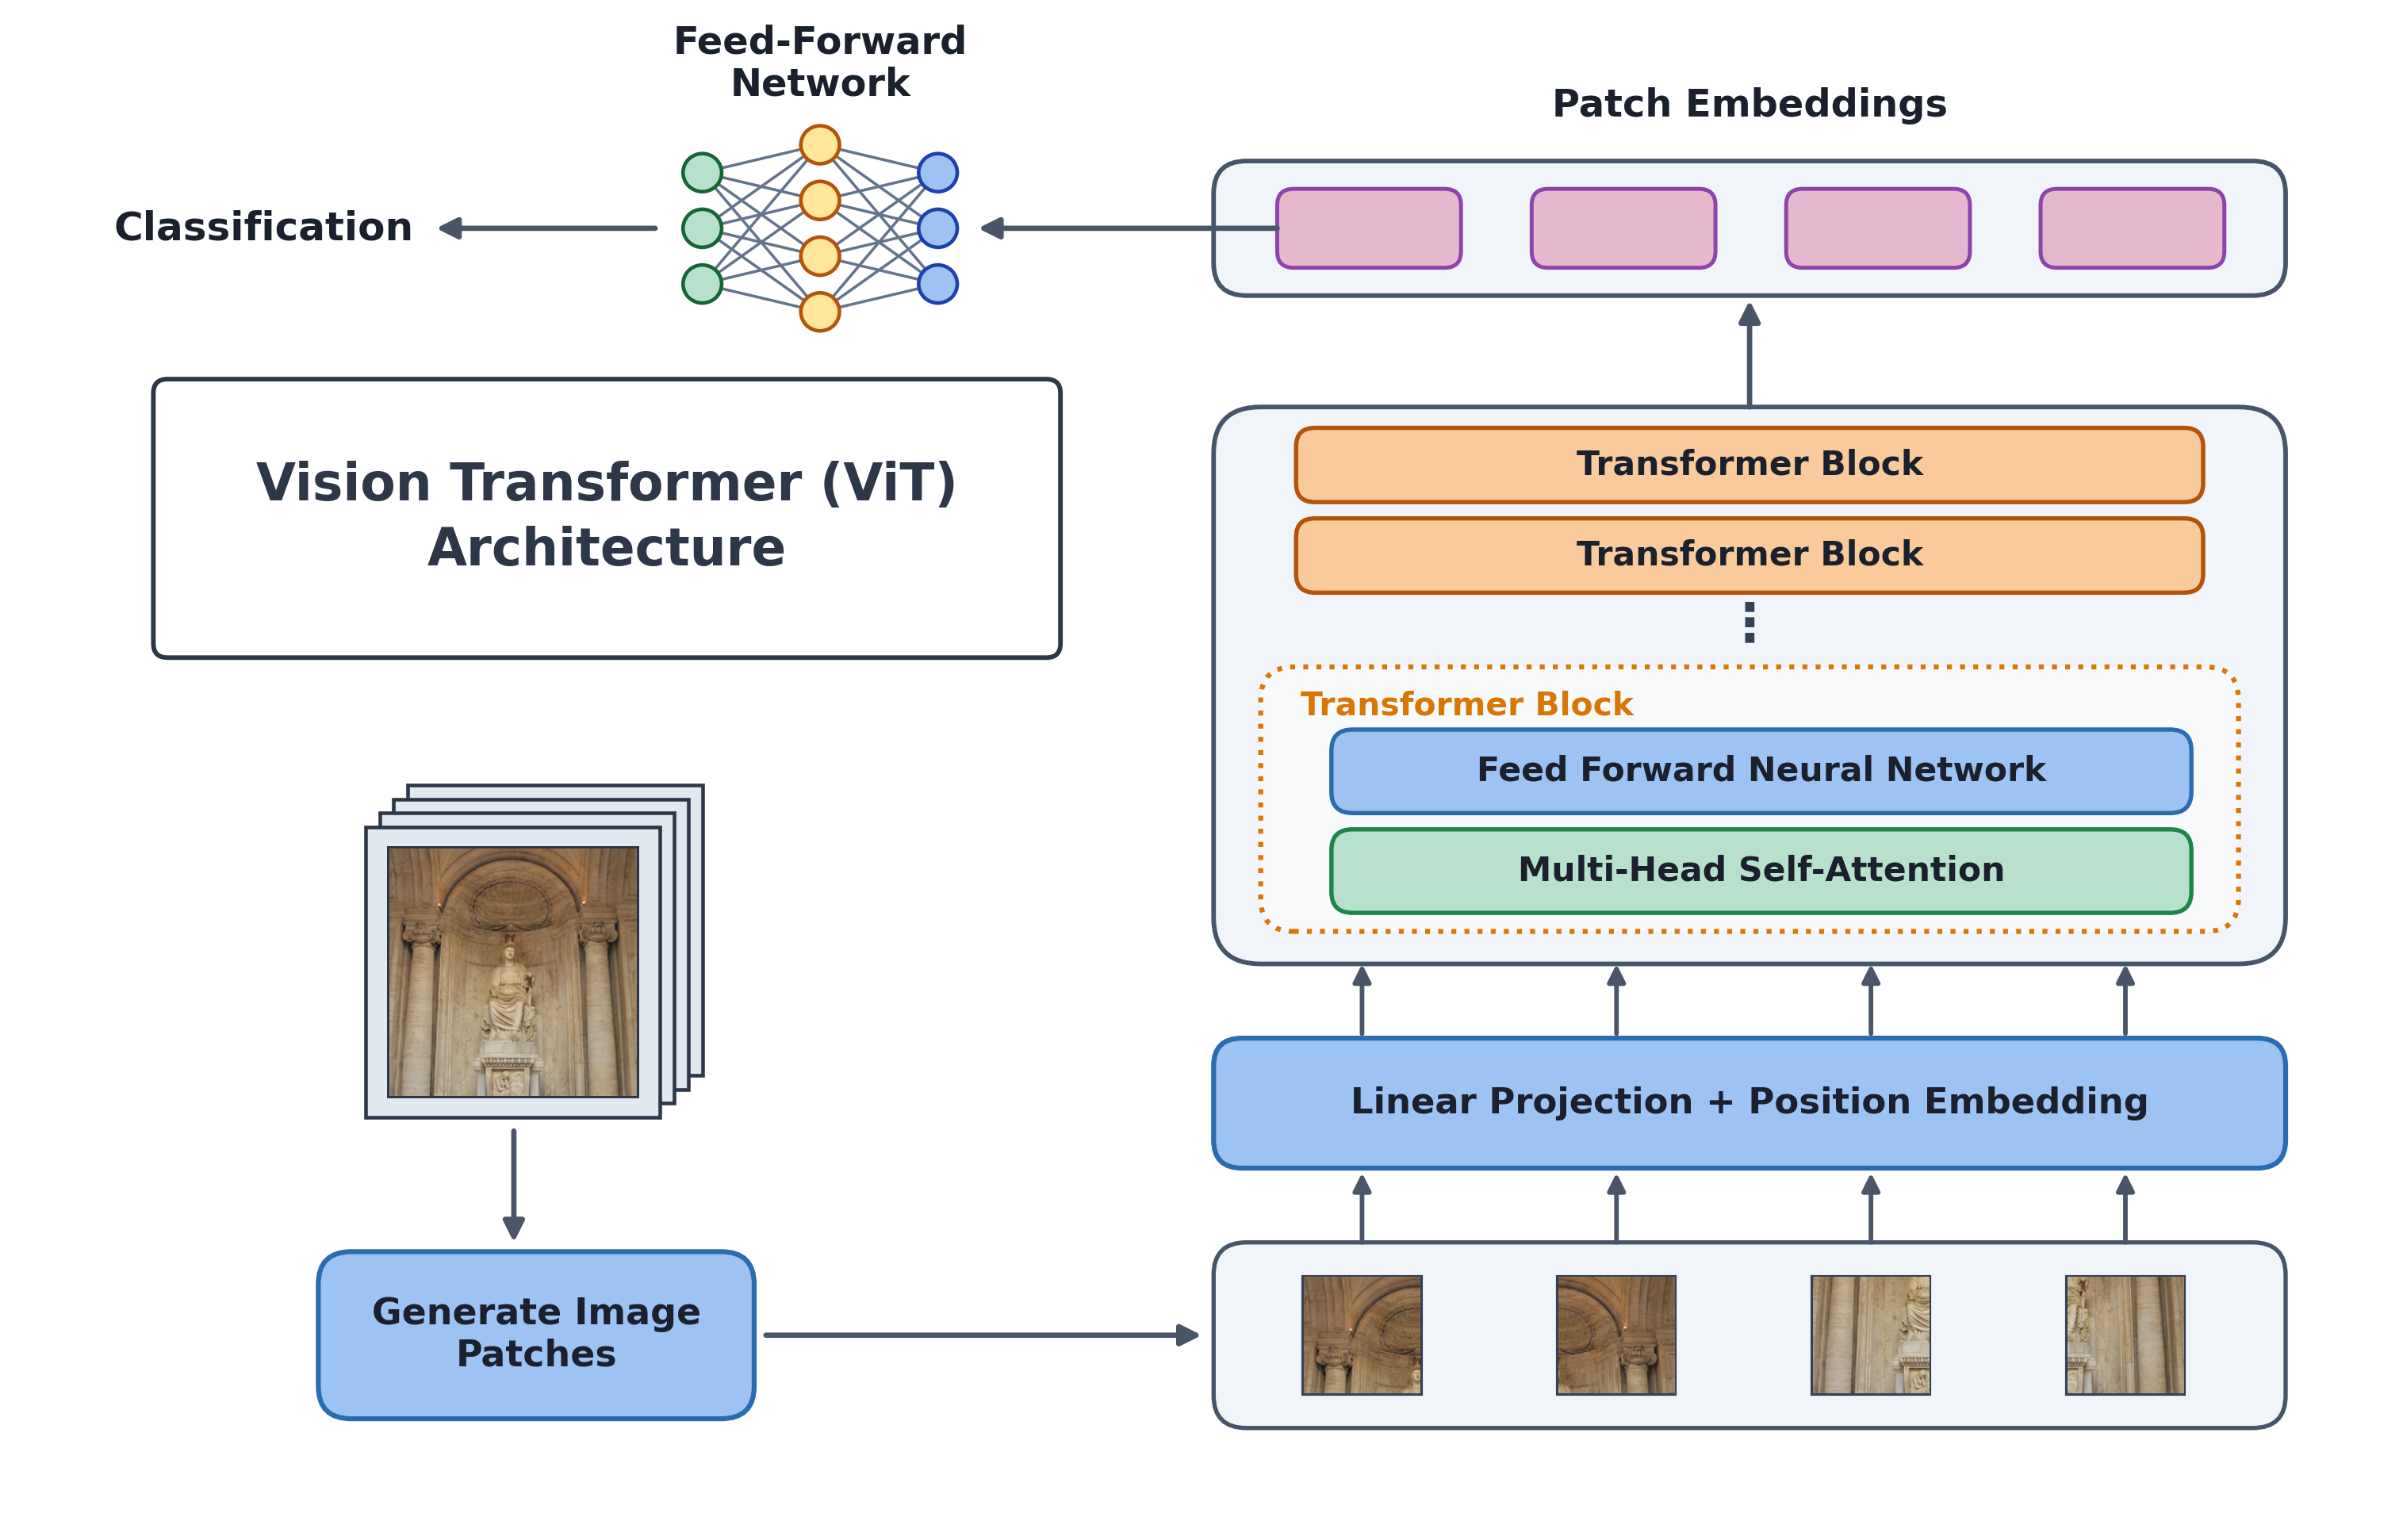 Feed-Forward
Network
Patch Embeddings
Classification
Vision Transformer (ViT)
Architecture
Transformer Block
Transformer Block
Transformer Block
Feed Forward Neural Network
Multi-Head Self-Attention
Linear Projection + Position Embedding
Generate Image
Patches